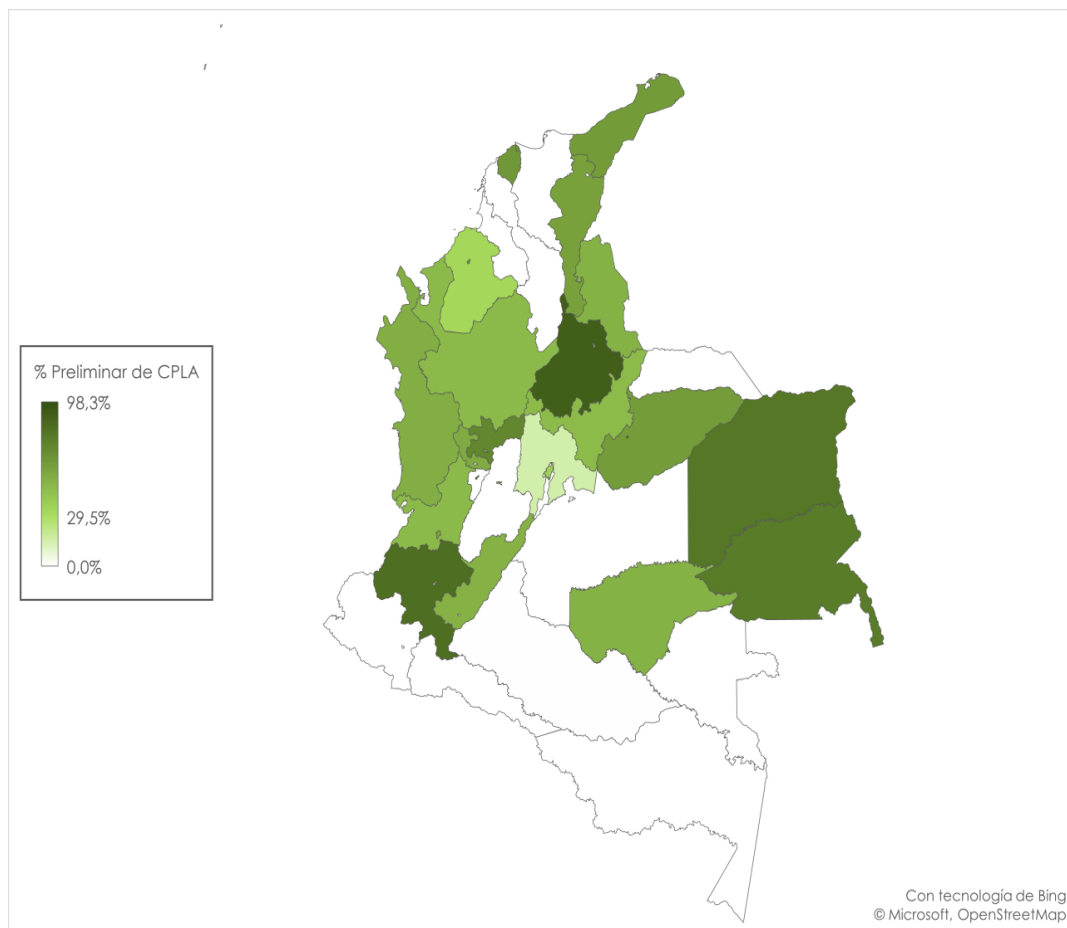 % Preliminar de CPLA
98,3%
29,5%
0,0%
Con tecnología de Bing
© Microsoft, OpenStreetMap